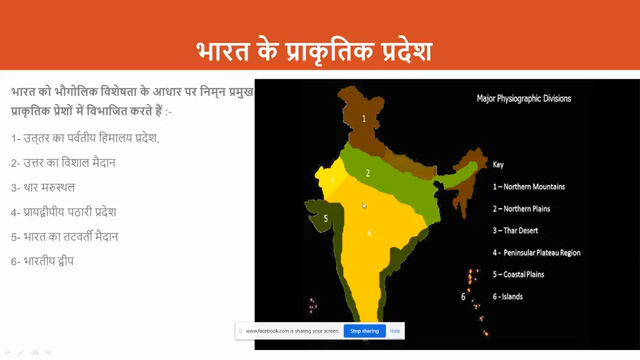 भारत के प्राकृतिक प्रदेश
भारत को भौगोलिक विशेषता के आधार पर निम्न प्रमुख
प्राकृतिक प्रेशों में विभाजित करते हैं :-
1- उत्तर का पर्वतीय हिमालय प्रदेश,
2- उत्तर का विशाल मैदान
3- थार मरुस्थल
4- प्रायद्वीपीय पठारी प्रदेश
5- भारत का तटवर्ती मैदान
6- भारतीय द्वीप
Major Physiographic Divisions
1
2
3
4
5
6
Key
1 – Northern Mountains
2 – Northern Plains
3 – Thar Desert
4 - Peninsular Plateau Region
5 – Coastal Plains
6 - Islands
www.facebook.com is sharing your screen.
Stop sharing
Hide